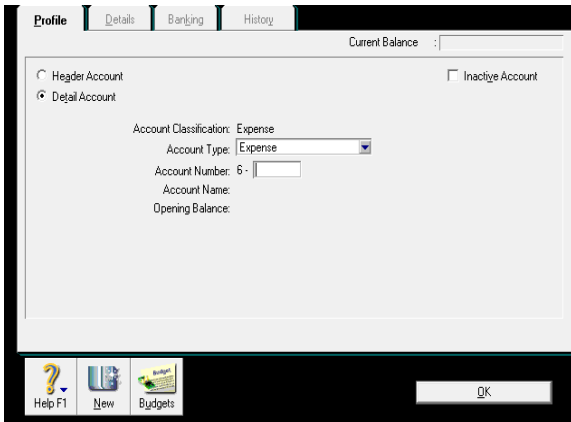 Profile Details Banking History
Current Balance :
Header Account Inactive Account
Detail Account
Account Classification: Expense
Account Type: Expense
Account Number: 6 -
Account Name:
Opening Balance:
Budget
Help F1 New Budgets OK